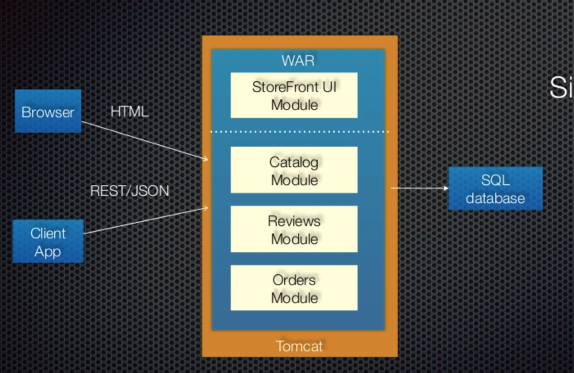 WAR
StoreFront UI
Module
Browser
HTML
Si
Catalog
Module
REST/JSON
SQL
database
Reviews
Module
Client
App
Orders
Module
Tomcat